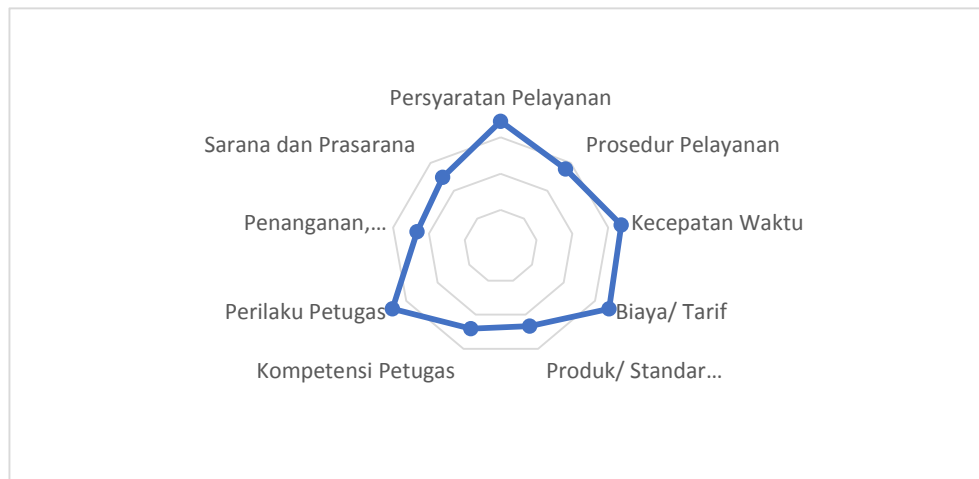 Persyaratan Pelayanan
Prosedur Pelayanan
Kecepatan Waktu
Biaya/ Tarif
Produk/ Standar...
Kompetensi Petugas
Perilaku Petugas
Penanganan,...
Sarana dan Prasarana